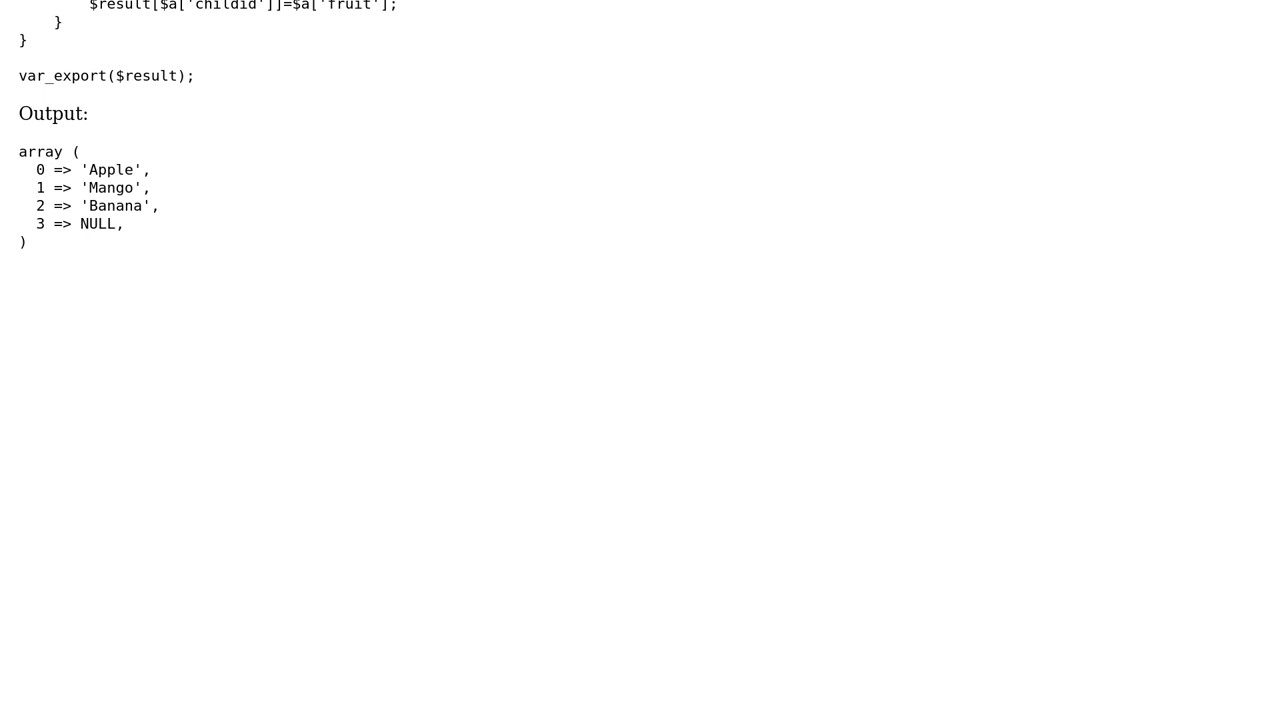 $result[$a['childid']]=$a['fruit'];
    }
}
var_export($result);
Output:
array (
  0 => 'Apple',
  1 => 'Mango',
  2 => 'Banana',
  3 => NULL,
)